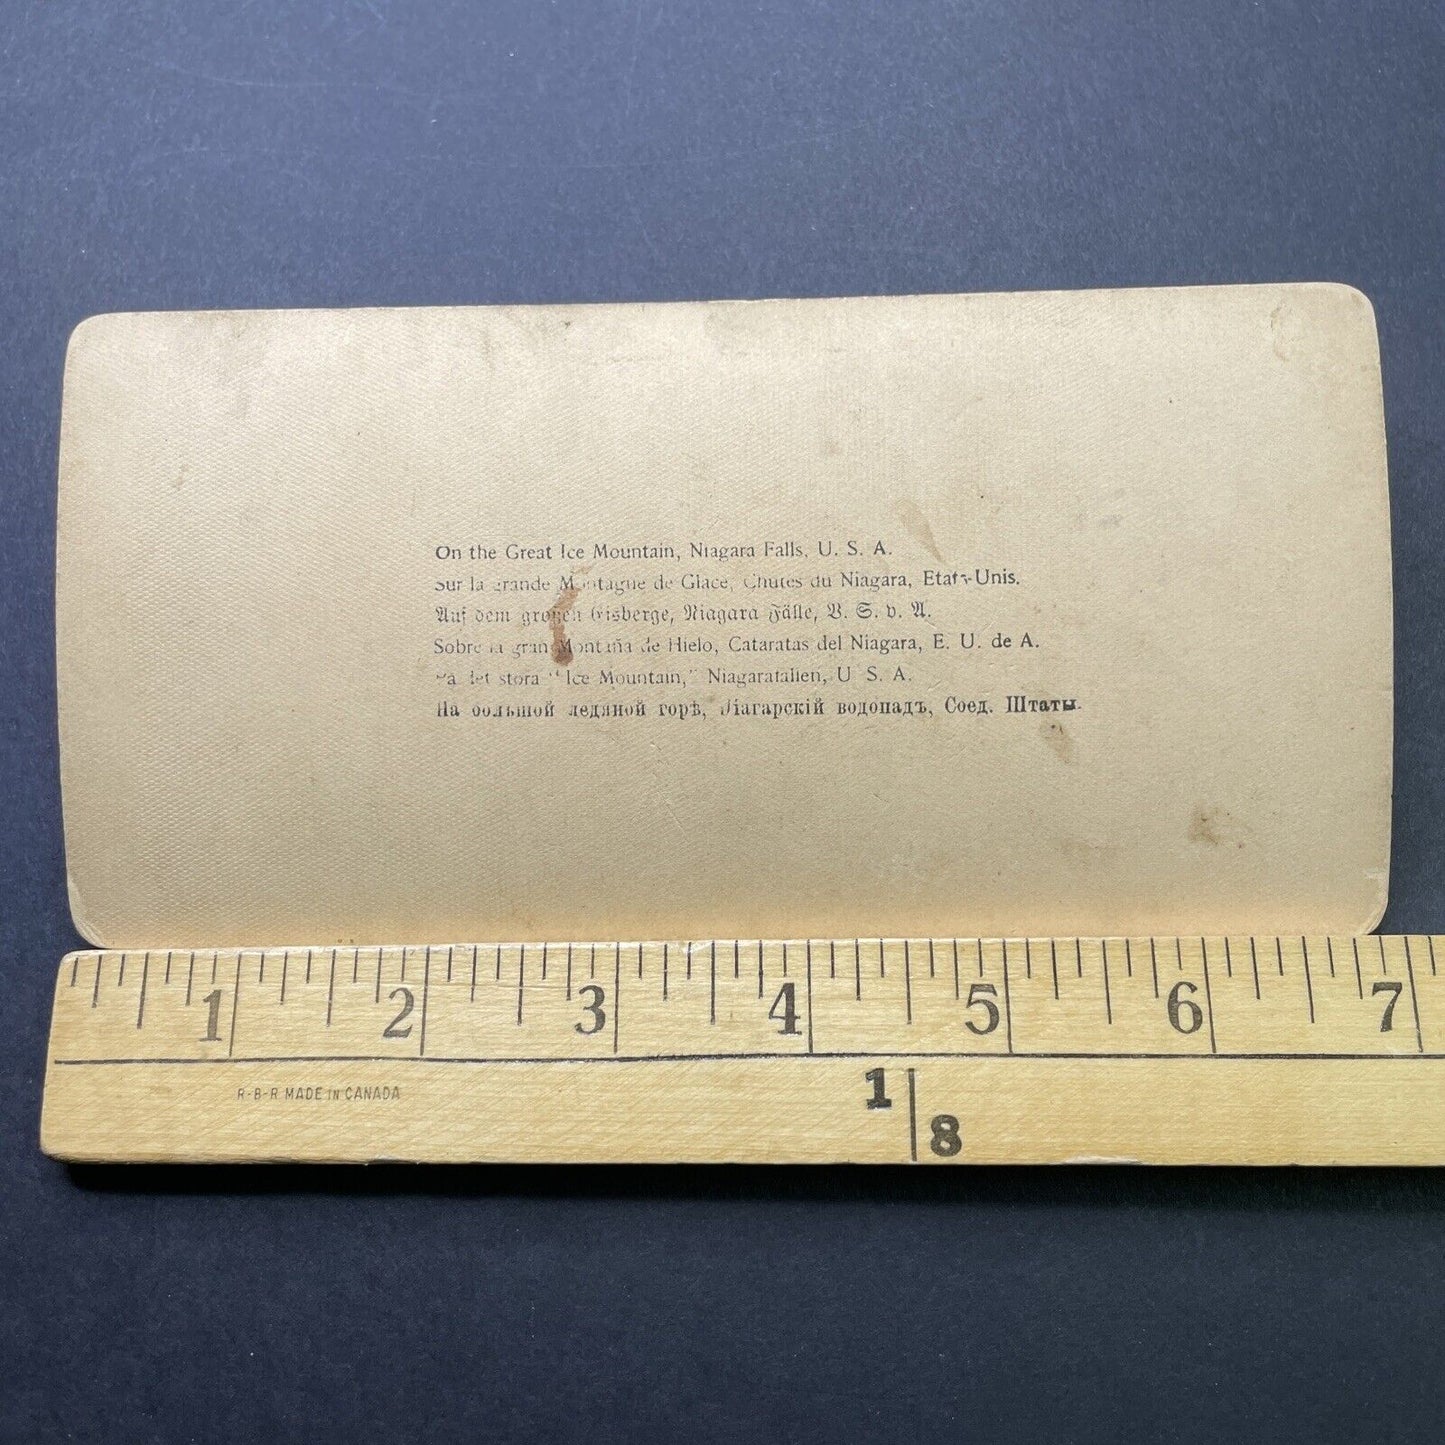 On the Great Ice Mountain, Niagara Falls, U. S. A.
Sur la grande Montagne de Glace, Chutes du Niagara, Etats-Unis.
Auf dem großen Eisberge, Niagara Fälle, V. S. v. A.
Sobre la gran Montaña de Hielo, Cataratas del Niagara, E. U. de A.
På det stora "Ice Mountain," Niagarafallen, U. S. A.
На большой ледяной горѣ, Ніагарскій водопадъ, Соед. Штаты.
1 2 3 4 5 6 7
R-B-R MADE IN CANADA
1 8